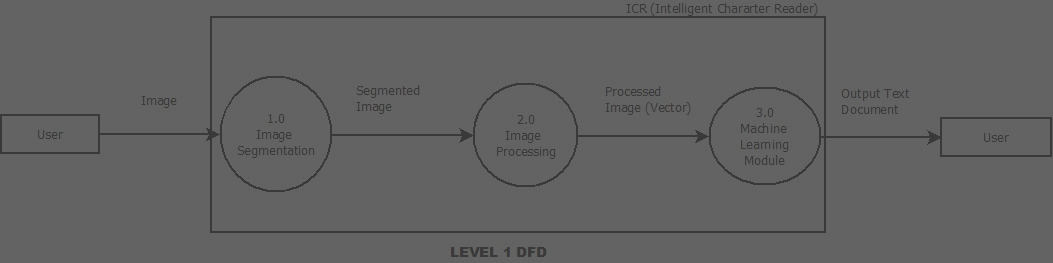 ICR (Intelligent Chararter Reader)
User
Image
1.0
Image
Segmentation
Segmented
Image
2.0
Image
Processing
Processed
Image (Vector)
3.0
Machine
Learning
Module
Output Text
Document
User
LEVEL 1 DFD